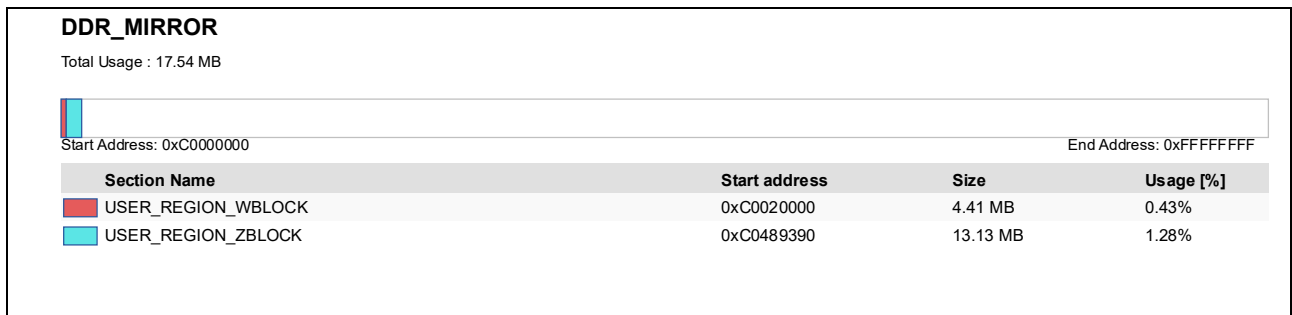 DDR_MIRROR
Total Usage : 17.54 MB
Start Address: 0xC0000000 End Address: 0xFFFFFFFF
Section Name Start address Size Usage [%]
USER_REGION_WBLOCK 0xC0020000 4.41 MB 0.43%
USER_REGION_ZBLOCK 0xC0489390 13.13 MB 1.28%